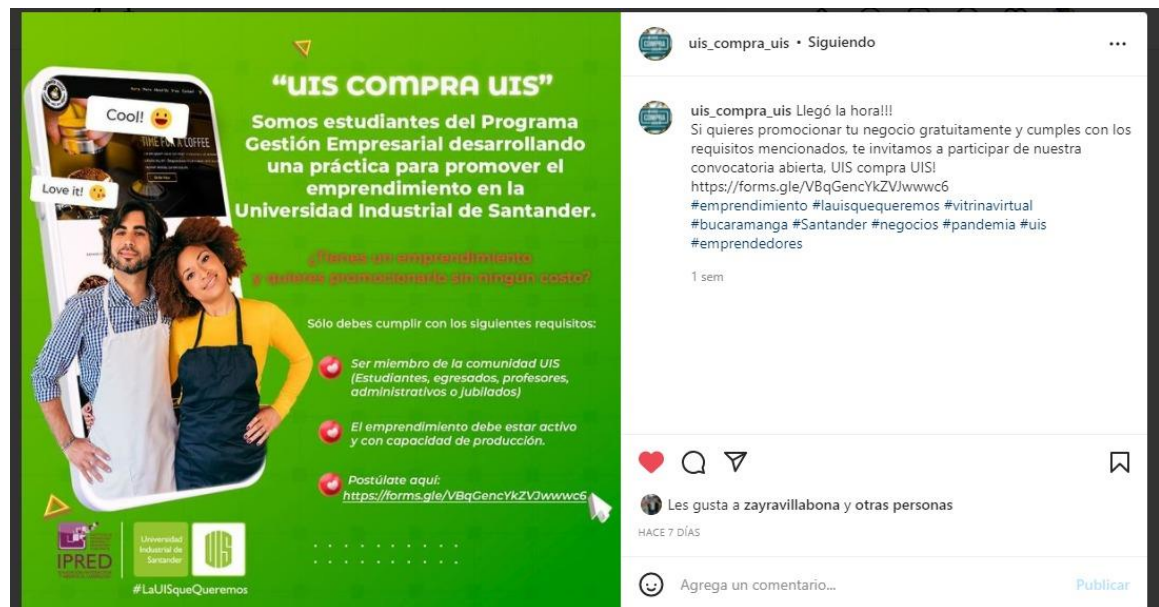 “UIS COMPRA UIS”
Somos estudiantes del Programa
Gestión Empresarial desarrollando
una práctica para promover el
emprendimiento en la
Universidad Industrial de Santander.
¿Tienes un emprendimiento
y quieres promocionarlo sin ningun costo?
Sólo debes cumplir con los siguientes requisitos:
Ser miembro de la comunidad UIS
(Estudiantes, egresados, profesores,
administrativos o jubilados)
El emprendimiento debe estar activo
y con capacidad de producción.
Postúlate aquí:
https://forms.gle/VBqGencYkZVJwwwc6
Cool!
TIME FOR A COFFEE
Love it!
IPRED
Universidad
Industrial de
Santander
UIS
#LaUISqueQueremos
COMPRA
uis_compra_uis • Siguiendo
COMPRA
uis_compra_uis Llegó la hora!!!
Si quieres promocionar tu negocio gratuitamente y cumples con los
requisitos mencionados, te invitamos a participar de nuestra
convocatoria abierta, UIS compra UIS!
https://forms.gle/VBqGencYkZVJwwwc6
#emprendimiento #lauisquequeremos #vitrinavirtual
#bucaramanga #Santander #negocios #pandemia #uis
#emprendedores
1 sem
Les gusta a zayravillabona y otras personas
HACE 7 DÍAS
Agrega un comentario... Publicar